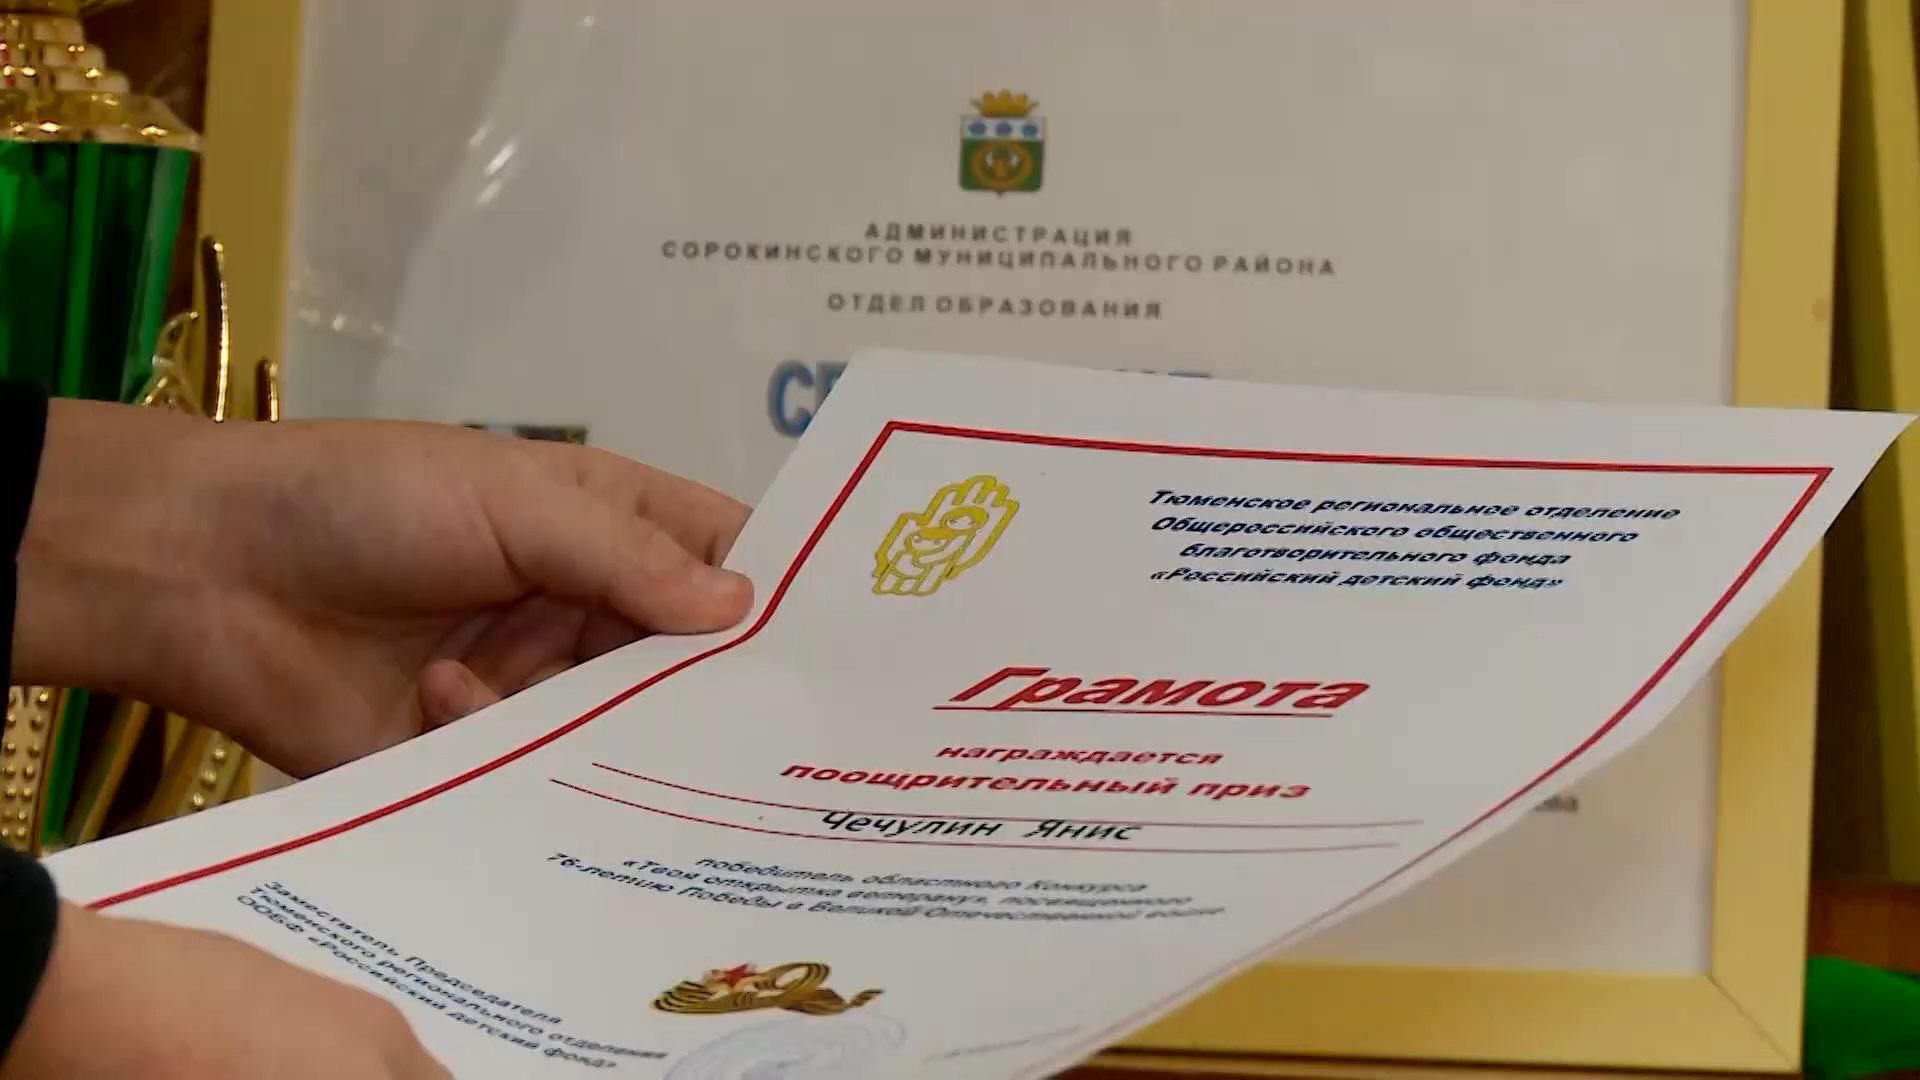 АДМИНИСТРАЦИЯ
СОРОКИНСКОГО МУНИЦИПАЛЬНОГО РАЙОНА
ОТДЕЛ ОБРАЗОВАНИЯ
Тюменское региональное отделение
Общероссийского общественного
благотворительного фонда
«Российский детский фонд»
Грамота
награждается
поощрительный приз
Чечулин Янис
победитель областного Конкурса
«Твоя открытка ветерану», посвященного
76-летию Победы в Великой Отечественной войне
Заместитель Председателя
Тюменского регионального отделения
ООБФ «Российский детский фонд»